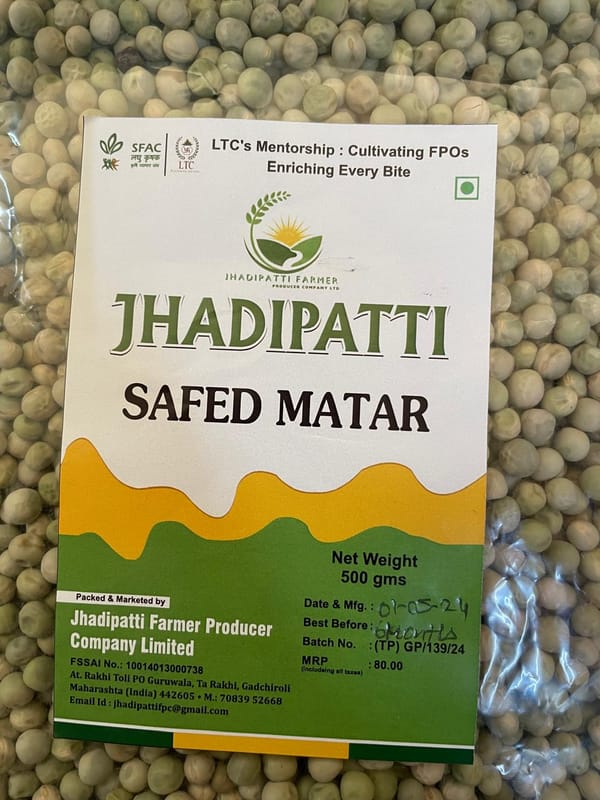 SFAC
लघु कृषक
कृषि व्यापार संघ
LTC
LTC's Mentorship : Cultivating FPOs
Enriching Every Bite
JHADIPATTI FARMER
PRODUCER COMPANY LTD
JHADIPATTI
SAFED MATAR
Net Weight
500 gms
Date & Mfg. : 01-05-24
Best Before : 6 Months
Batch No. : (TP) GP/139/24
MRP : 80.00
(Including all taxes)
Packed & Marketed by
Jhadipatti Farmer Producer
Company Limited
FSSAI No.: 10014013000738
At. Rakhi Toli PO Guruwala, Ta Rakhi, Gadchiroli
Maharashtra (India) 442605 • M.: 70839 52668
Email Id : jhadipattifpc@gmail.com